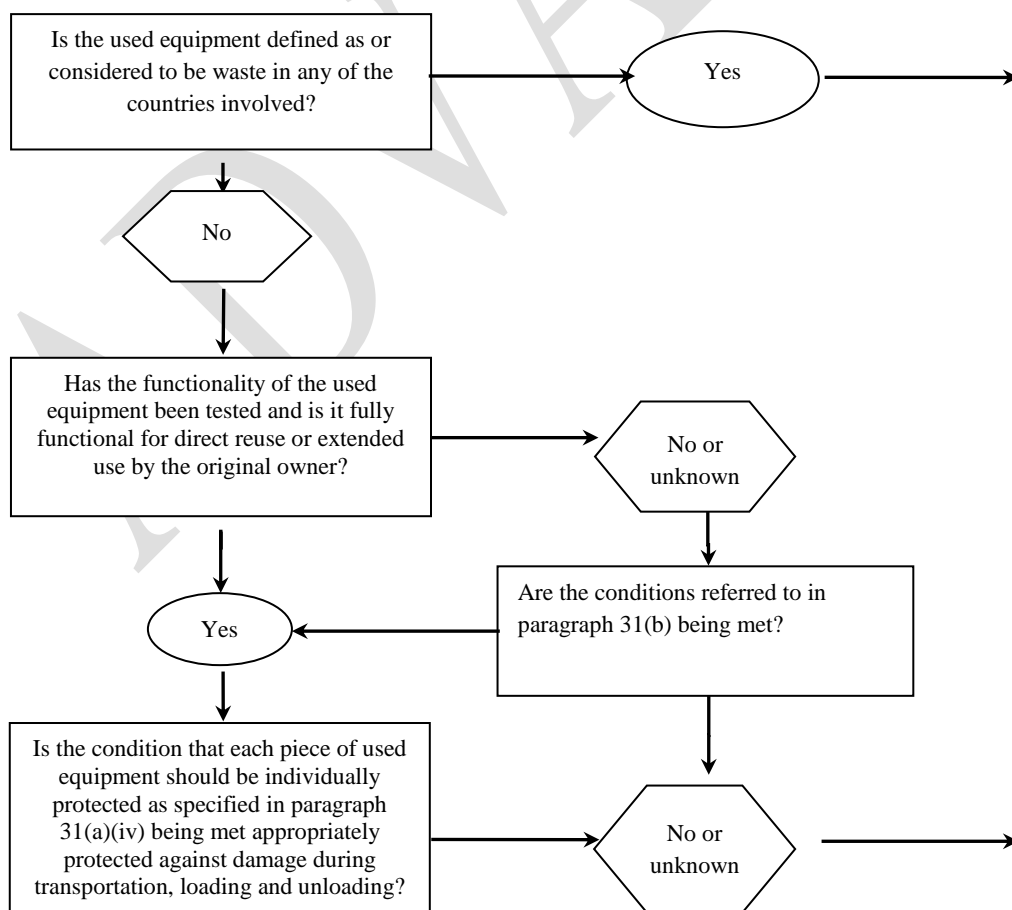 Is the used equipment defined as or
considered to be waste in any of the
countries involved?
Yes
No
Has the functionality of the used
equipment been tested and is it fully
functional for direct reuse or extended
use by the original owner?
No or
unknown
Are the conditions referred to in
paragraph 31(b) being met?
Yes
Is the condition that each piece of used
equipment should be individually
protected as specified in paragraph
31(a)(iv) being met appropriately
protected against damage during
transportation, loading and unloading?
No or
unknown